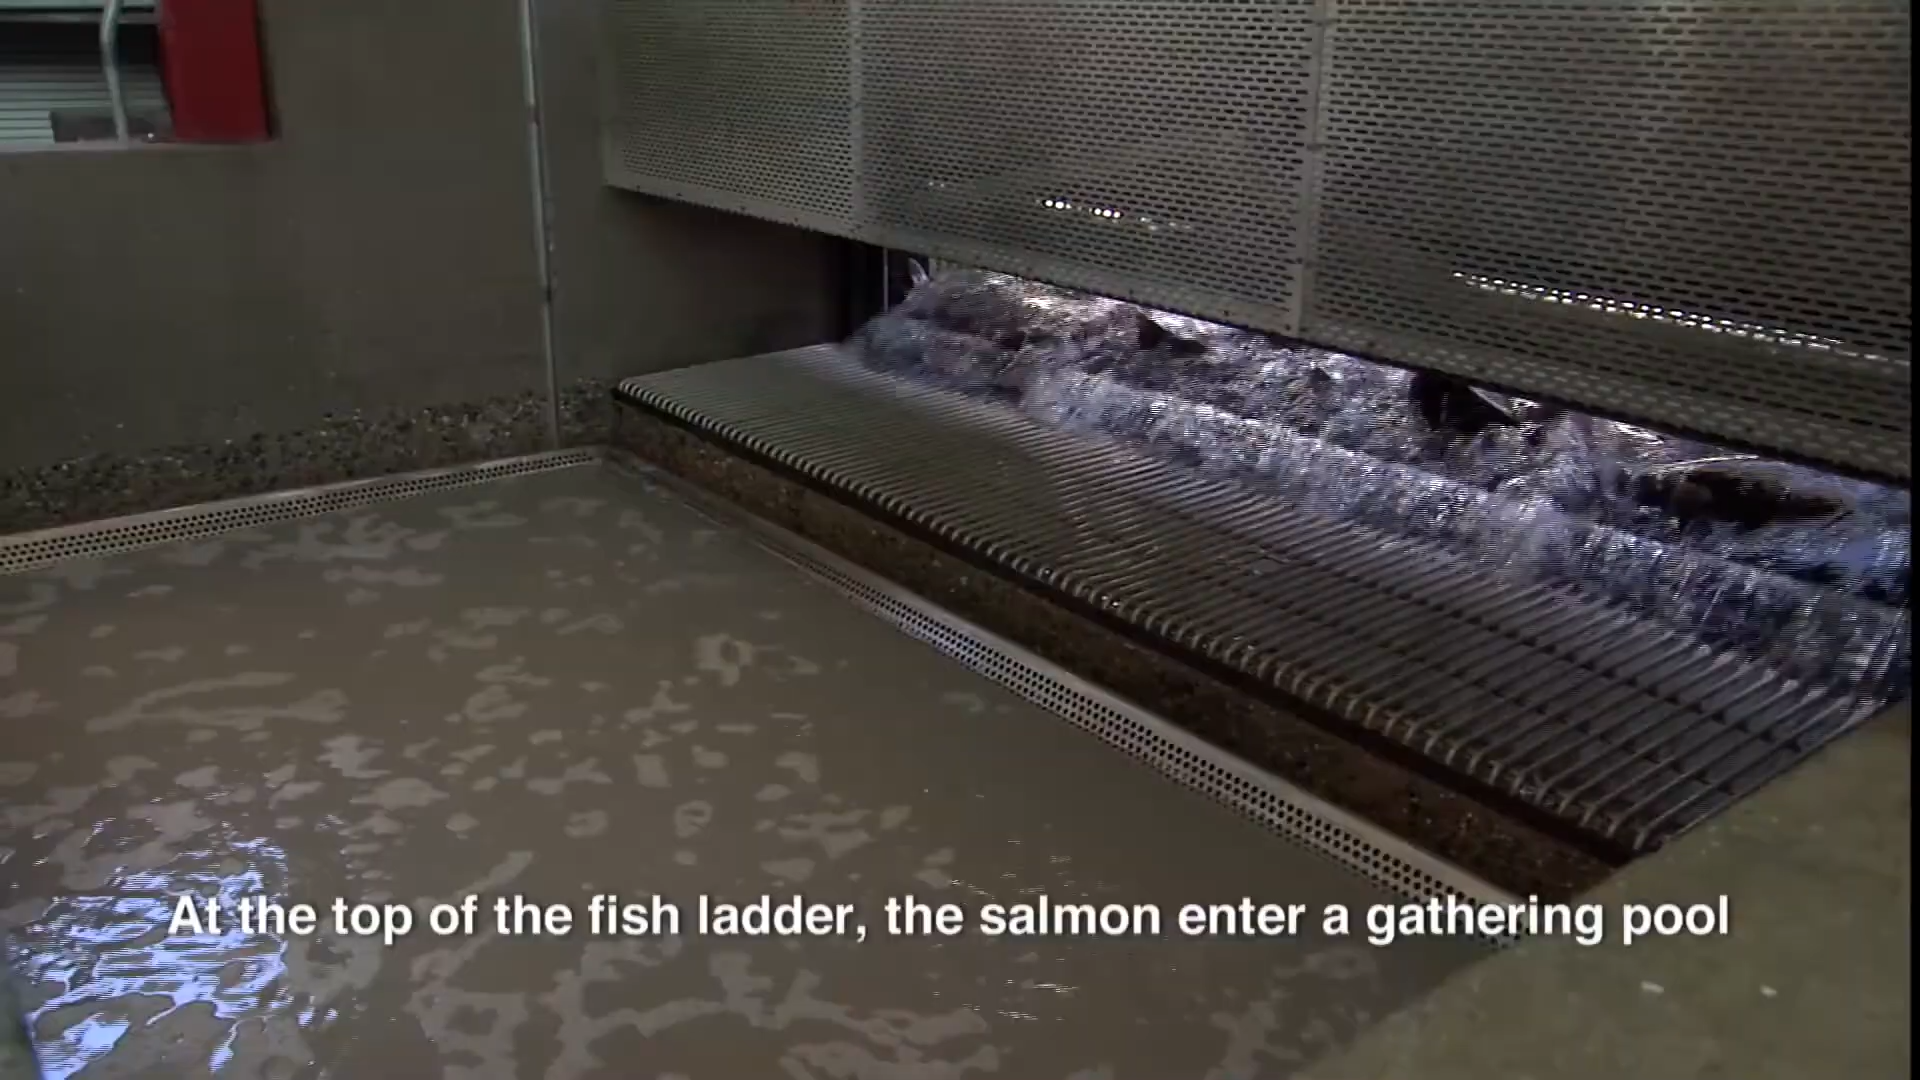 At the top of the fish ladder, the salmon enter a gathering pool